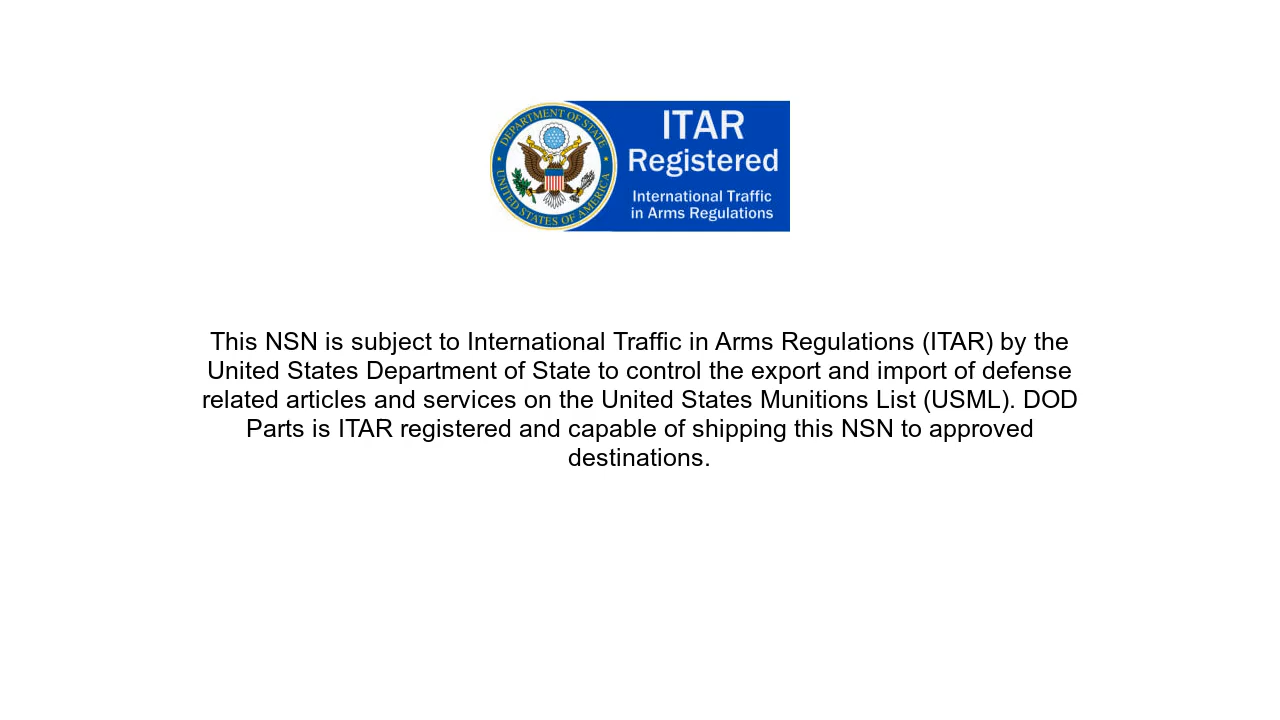 DEPARTMENT OF STATE
UNITED STATES OF AMERICA
ITAR
Registered
International Traffic
in Arms Regulations
This NSN is subject to International Traffic in Arms Regulations (ITAR) by the
United States Department of State to control the export and import of defense
related articles and services on the United States Munitions List (USML). DOD
Parts is ITAR registered and capable of shipping this NSN to approved
destinations.